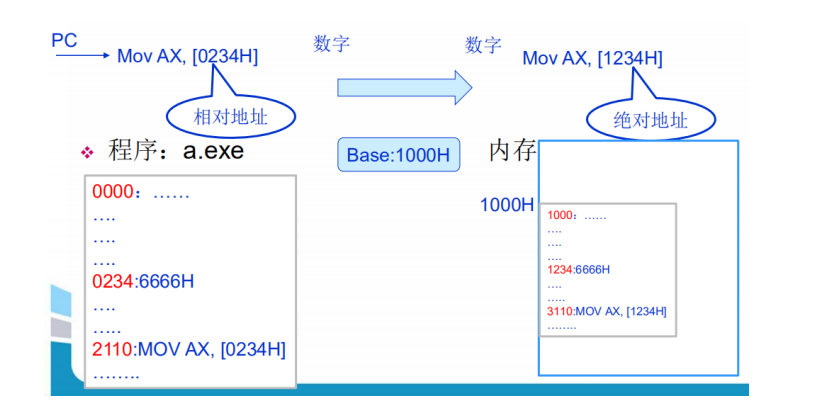 PC
Mov AX, [0234H]
数字
数字
Mov AX, [1234H]
相对地址
绝对地址
❖ 程序：a.exe
Base:1000H
内存
0000：……
….
….
….
0234:6666H
….
…..
2110:MOV AX, [0234H]
……..
1000H
1000：……
….
….
….
1234:6666H
….
…..
3110:MOV AX, [1234H]
……..